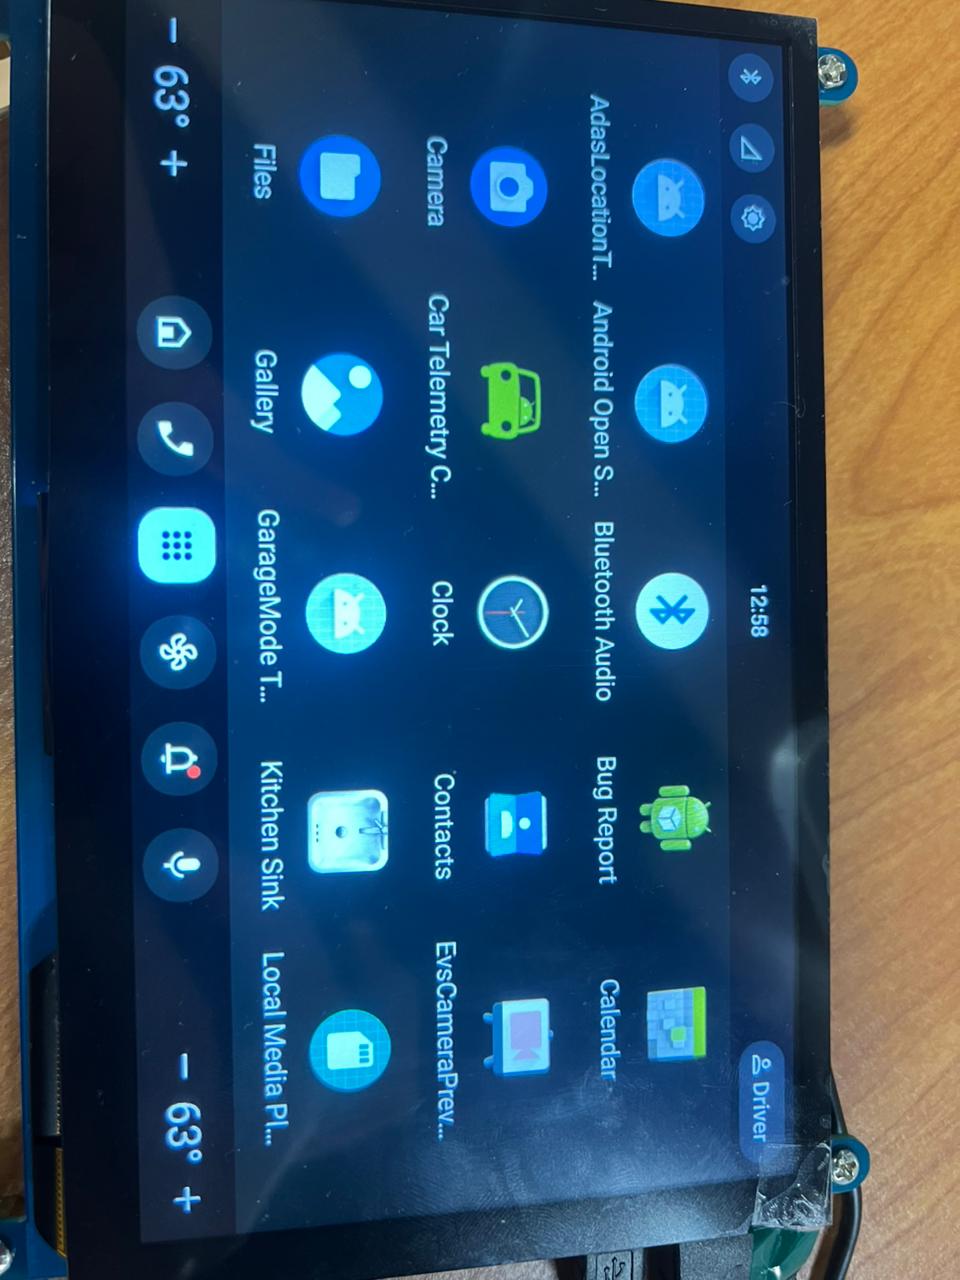 12:58
Driver
AdasLocationT...
Android Open S...
Bluetooth Audio
Bug Report
Calendar
Camera
Car Telemetry C...
Clock
Contacts
EvsCameraPrev...
Files
Gallery
GarageMode T...
Kitchen Sink
Local Media Pl...
− 63° +
− 63° +